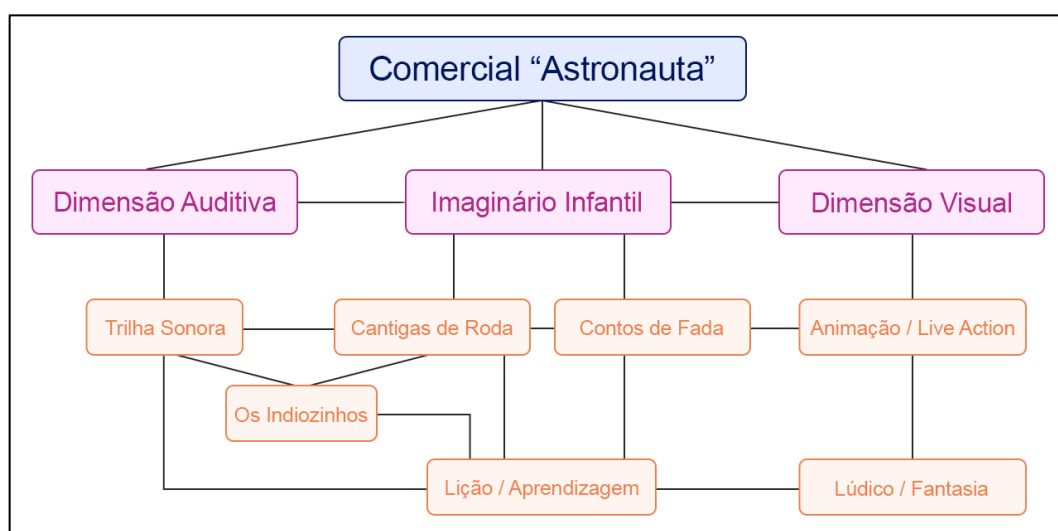 Comercial “Astronauta”
Dimensão Auditiva
Imaginário Infantil
Dimensão Visual
Trilha Sonora
Cantigas de Roda
Contos de Fada
Animação / Live Action
Os Indiozinhos
Lição / Aprendizagem
Lúdico / Fantasia